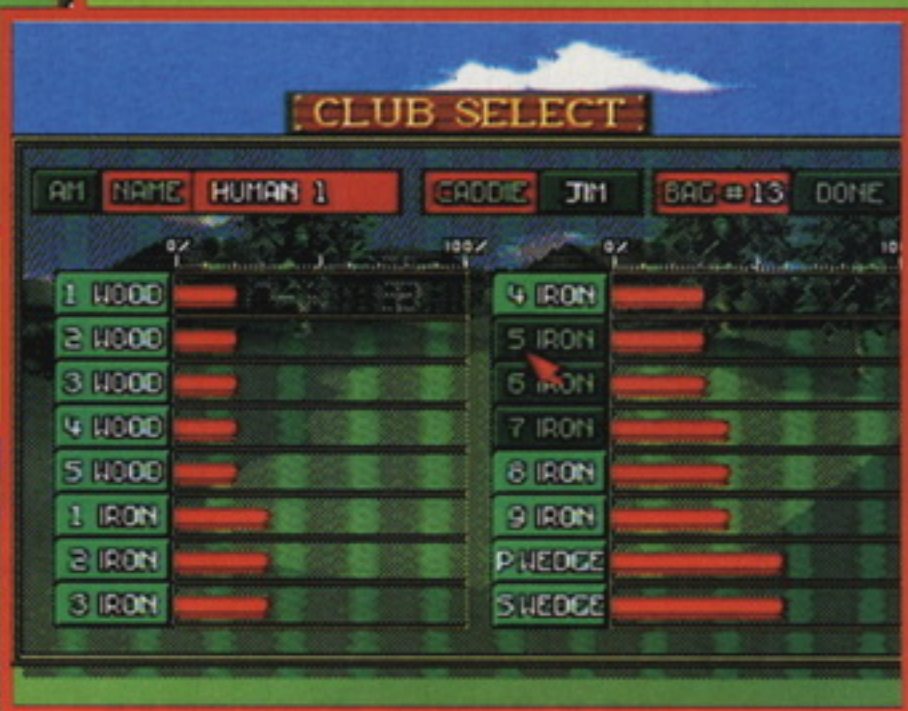 CLUB SELECT
AM NAME HUMAN 1 CADDIE JIM BAG # 13 DONE
0% 100% 0% 100
1 WOOD 4 IRON
2 WOOD 5 IRON
3 WOOD 6 IRON
4 WOOD 7 IRON
5 WOOD 8 IRON
1 IRON 9 IRON
2 IRON P WEDGE
3 IRON S WEDGE